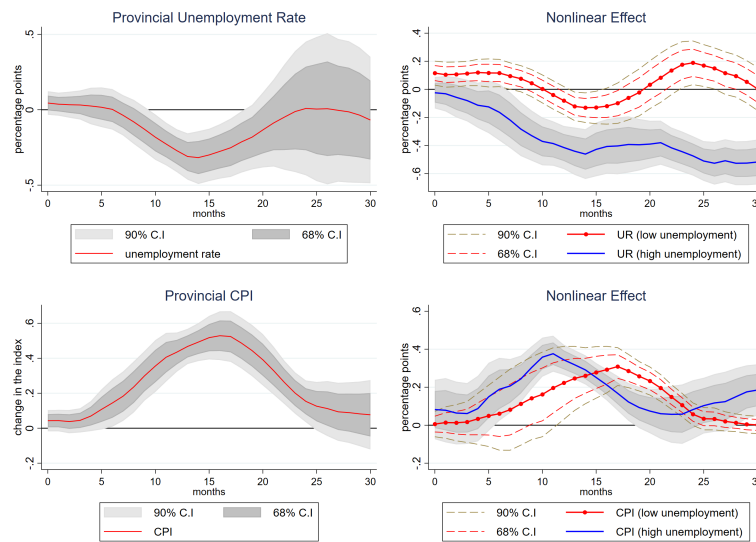 Provincial Unemployment Rate
percentage points
.5
0
-.5
0 5 10 15 20 25 30
months
90% C.I 68% C.I
unemployment rate
Nonlinear Effect
percentage points
.4
.2
0
-.2
-.4
-.6
0 5 10 15 20 25 30
months
90% C.I UR (low unemployment)
68% C.I UR (high unemployment)
Provincial CPI
change in the index
.6
.4
.2
0
-.2
0 5 10 15 20 25 30
months
90% C.I 68% C.I
CPI
Nonlinear Effect
percentage points
.6
.4
.2
0
-.2
0 5 10 15 20 25 30
months
90% C.I CPI (low unemployment)
68% C.I CPI (high unemployment)